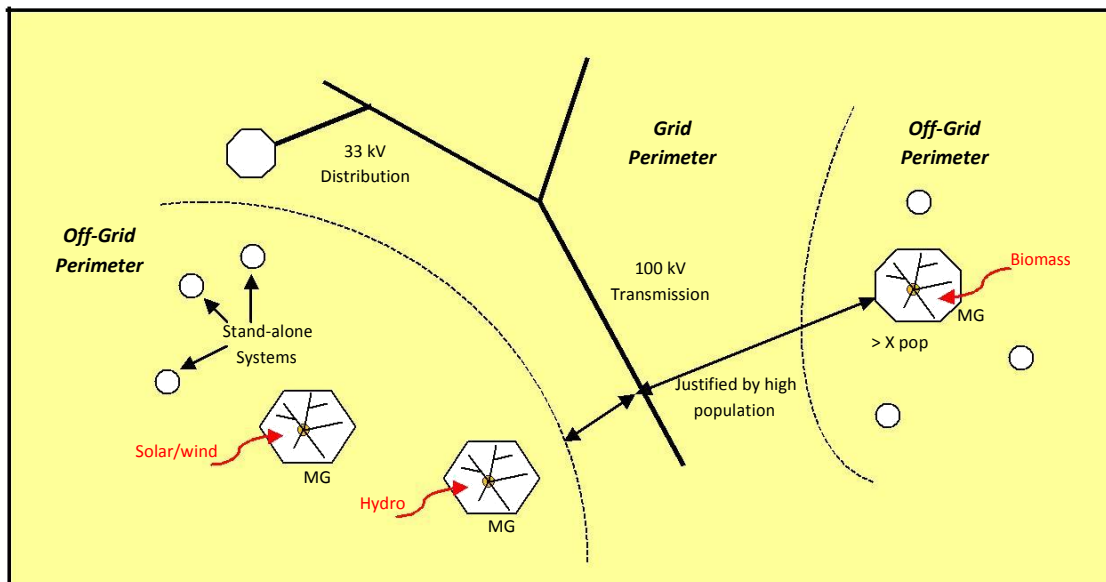 Grid
Perimeter
Off-Grid
Perimeter
33 kV
Distribution
Off-Grid
Perimeter
100 kV
Transmission
Biomass
MG
> X pop
Stand-alone
Systems
Justified by high
population
Solar/wind
MG
Hydro
MG